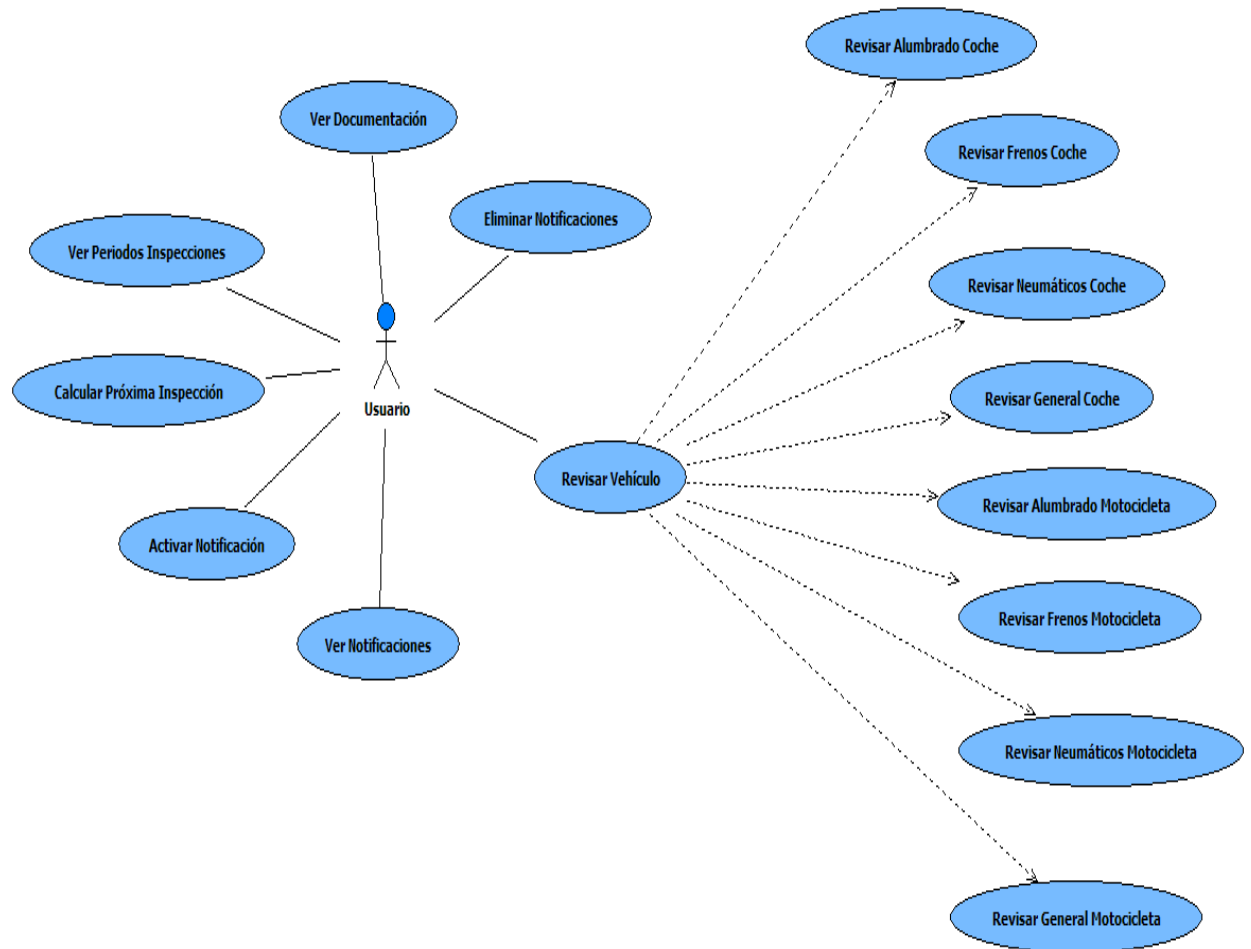 Revisar Alumbrado Coche
Ver Documentación
Revisar Frenos Coche
Eliminar Notificaciones
Ver Periodos Inspecciones
Revisar Neumáticos Coche
Calcular Próxima Inspección
Revisar General Coche
Usuario
Revisar Vehículo
Revisar Alumbrado Motocicleta
Activar Notificación
Revisar Frenos Motocicleta
Ver Notificaciones
Revisar Neumáticos Motocicleta
Revisar General Motocicleta